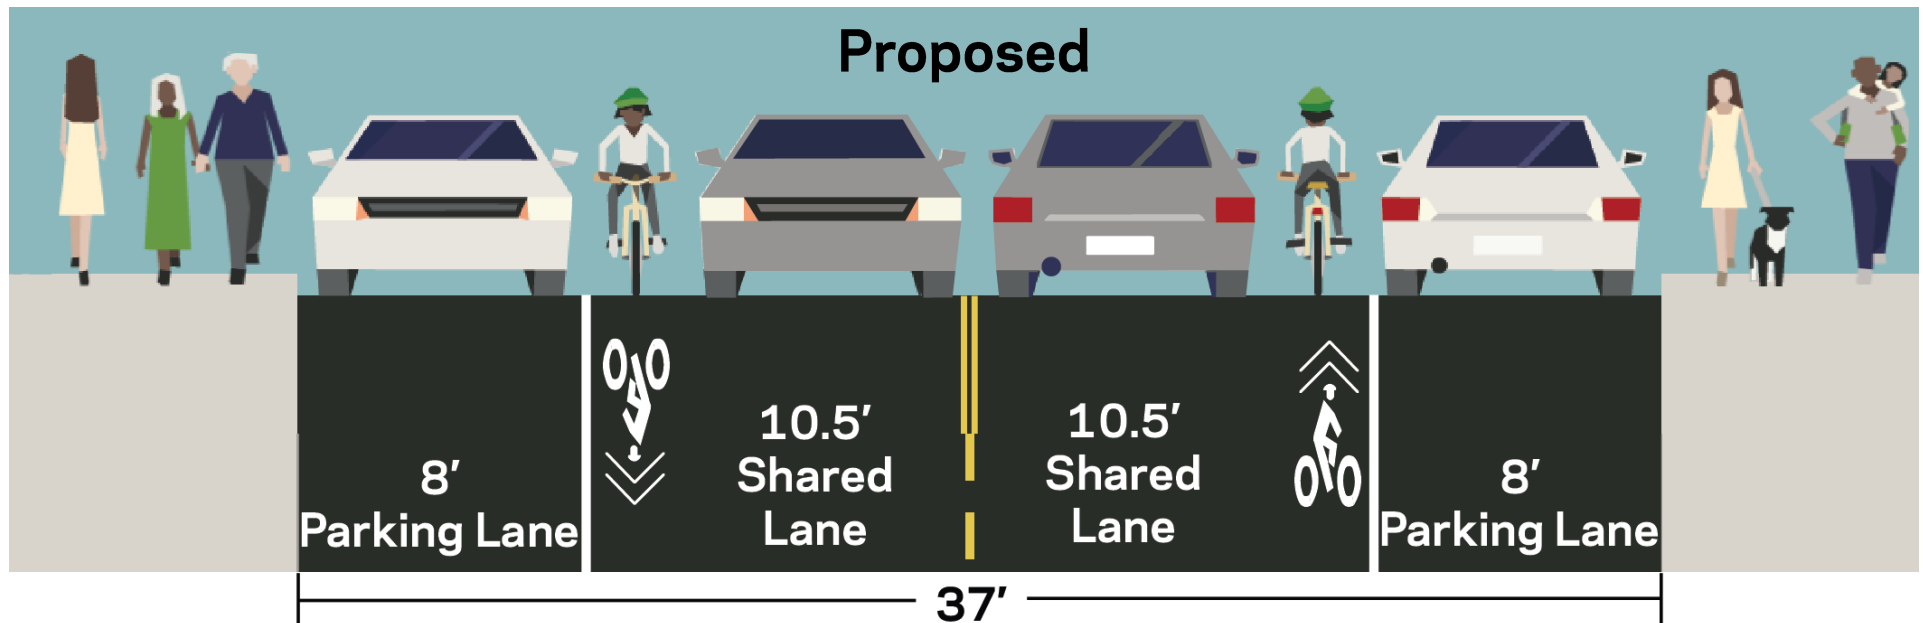 Proposed
8′
Parking Lane
10.5′
Shared
Lane
10.5′
Shared
Lane
8′
Parking Lane
37′